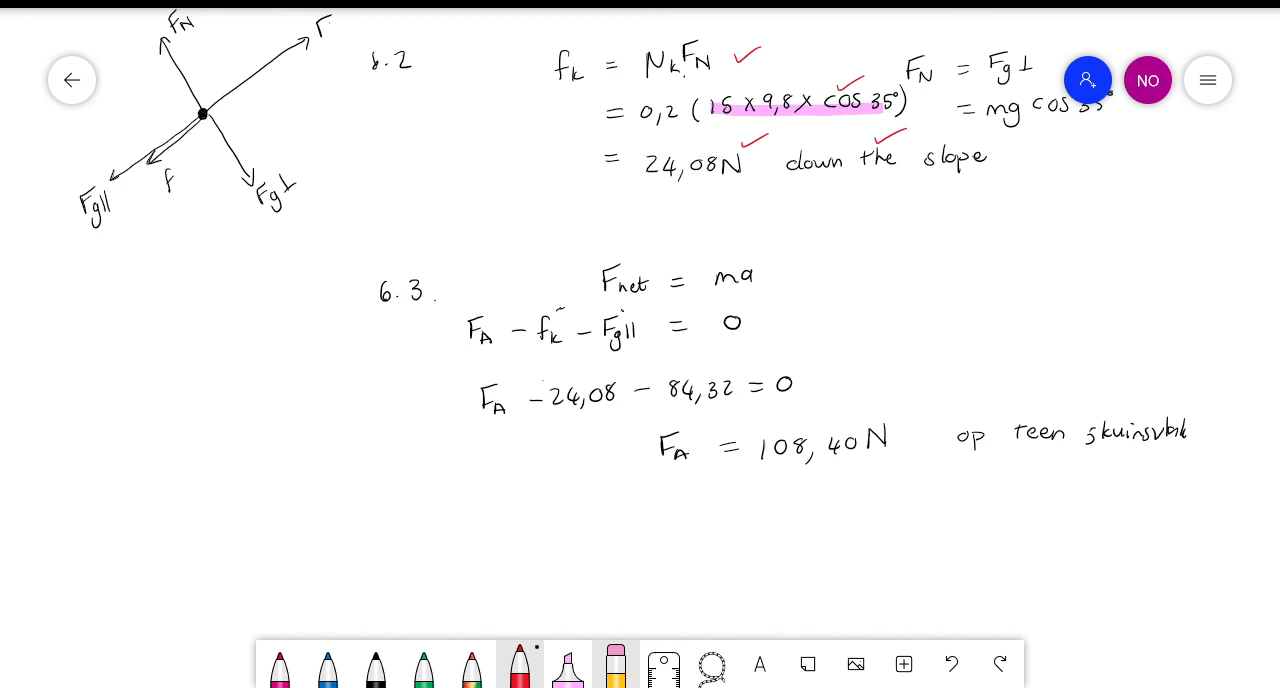 FN
F
f
Fg||
Fg⊥
6.2
fk = μk.FN
= 0,2 (15 x 9,8 x cos 35°)
= 24,08N down the slope
FN = Fg⊥
= mg cos 35°
NO
6.3.
Fnet = ma
FA - fk - Fg|| = 0
FA - 24,08 - 84,32 = 0
FA = 108,40N op teen skuinsvlak
A